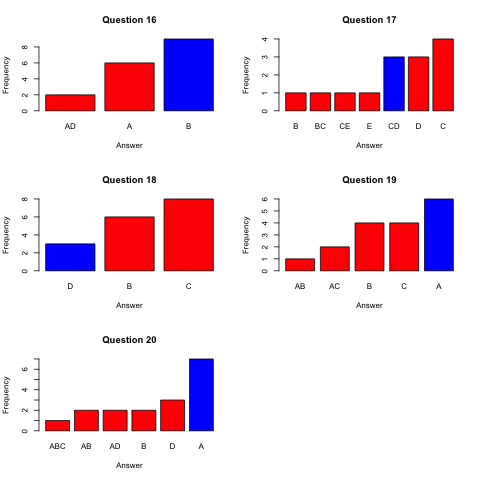 Question 16
Frequency
0 2 4 6 8
AD A B
Answer
Question 17
Frequency
0 1 2 3 4
B BC CE E CD D C
Answer
Question 18
Frequency
0 2 4 6 8
D B C
Answer
Question 19
Frequency
0 1 2 3 4 5 6
AB AC B C A
Answer
Question 20
Frequency
0 2 4 6
ABC AB AD B D A
Answer